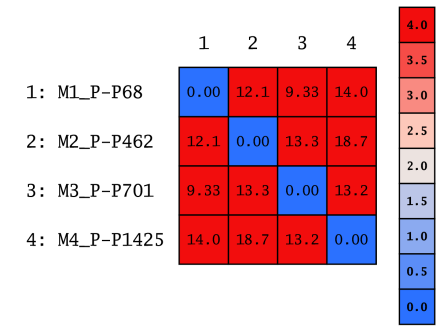 1 2 3 4
1: M1_P-P68 0.00 12.1 9.33 14.0
2: M2_P-P462 12.1 0.00 13.3 18.7
3: M3_P-P701 9.33 13.3 0.00 13.2
4: M4_P-P1425 14.0 18.7 13.2 0.00
4.0
3.5
3.0
2.5
2.0
1.5
1.0
0.5
0.0